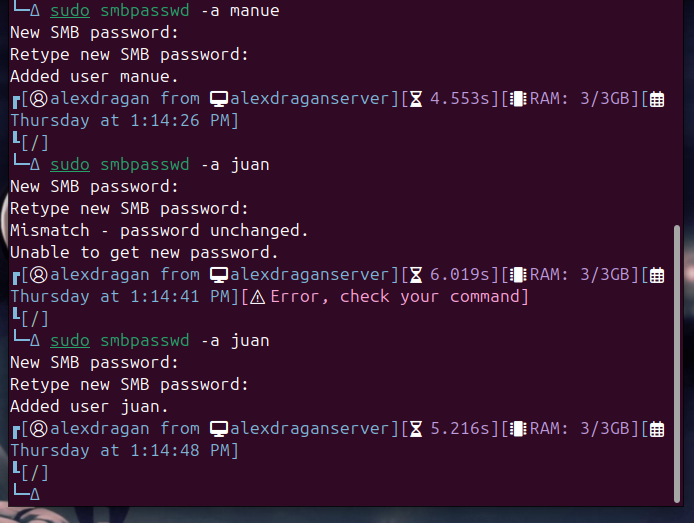 └─Δ sudo smbpasswd -a manue
New SMB password:
Retype new SMB password:
Added user manue.
┏[alexdragan from alexdraganserver][4.553s][RAM: 3/3GB][
Thursday at 1:14:26 PM]
┗[/]
└─Δ sudo smbpasswd -a juan
New SMB password:
Retype new SMB password:
Mismatch - password unchanged.
Unable to get new password.
┏[alexdragan from alexdraganserver][6.019s][RAM: 3/3GB][
Thursday at 1:14:41 PM][⚠Error, check your command]
┗[/]
└─Δ sudo smbpasswd -a juan
New SMB password:
Retype new SMB password:
Added user juan.
┏[alexdragan from alexdraganserver][5.216s][RAM: 3/3GB][
Thursday at 1:14:48 PM]
┗[/]
└─Δ